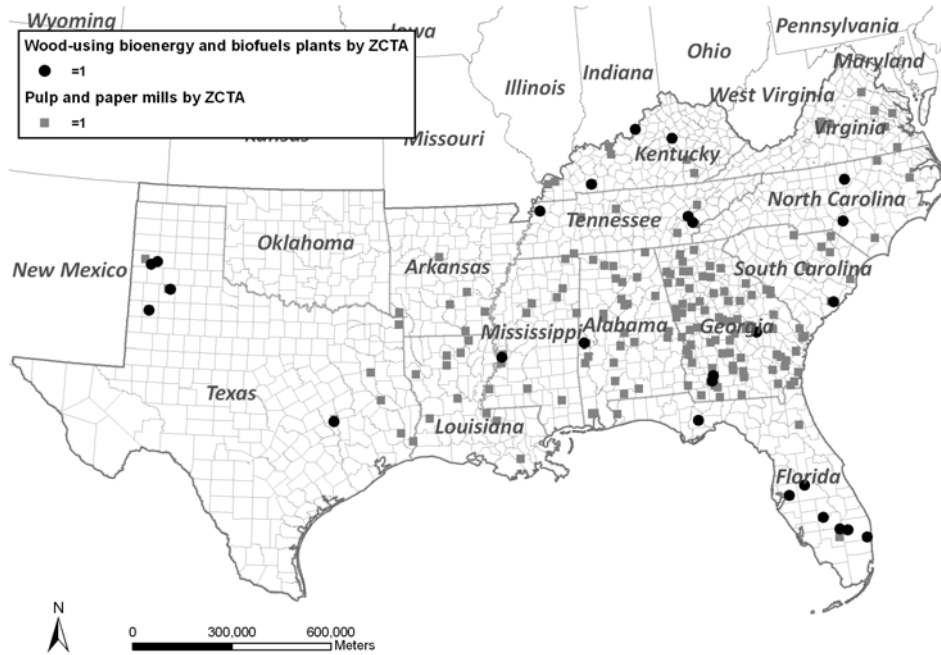 Wyoming
Iowa
Pennsylvania
Wood-using bioenergy and biofuels plants by ZCTA
=1
Pulp and paper mills by ZCTA
=1
Ohio
Maryland
Illinois
Indiana
West Virginia
Kansas
Missouri
Virginia
Kentucky
North Carolina
Tennessee
Oklahoma
New Mexico
Arkansas
South Carolina
Mississippi
Alabama
Georgia
Texas
Louisiana
Florida
N
0 300,000 600,000
Meters